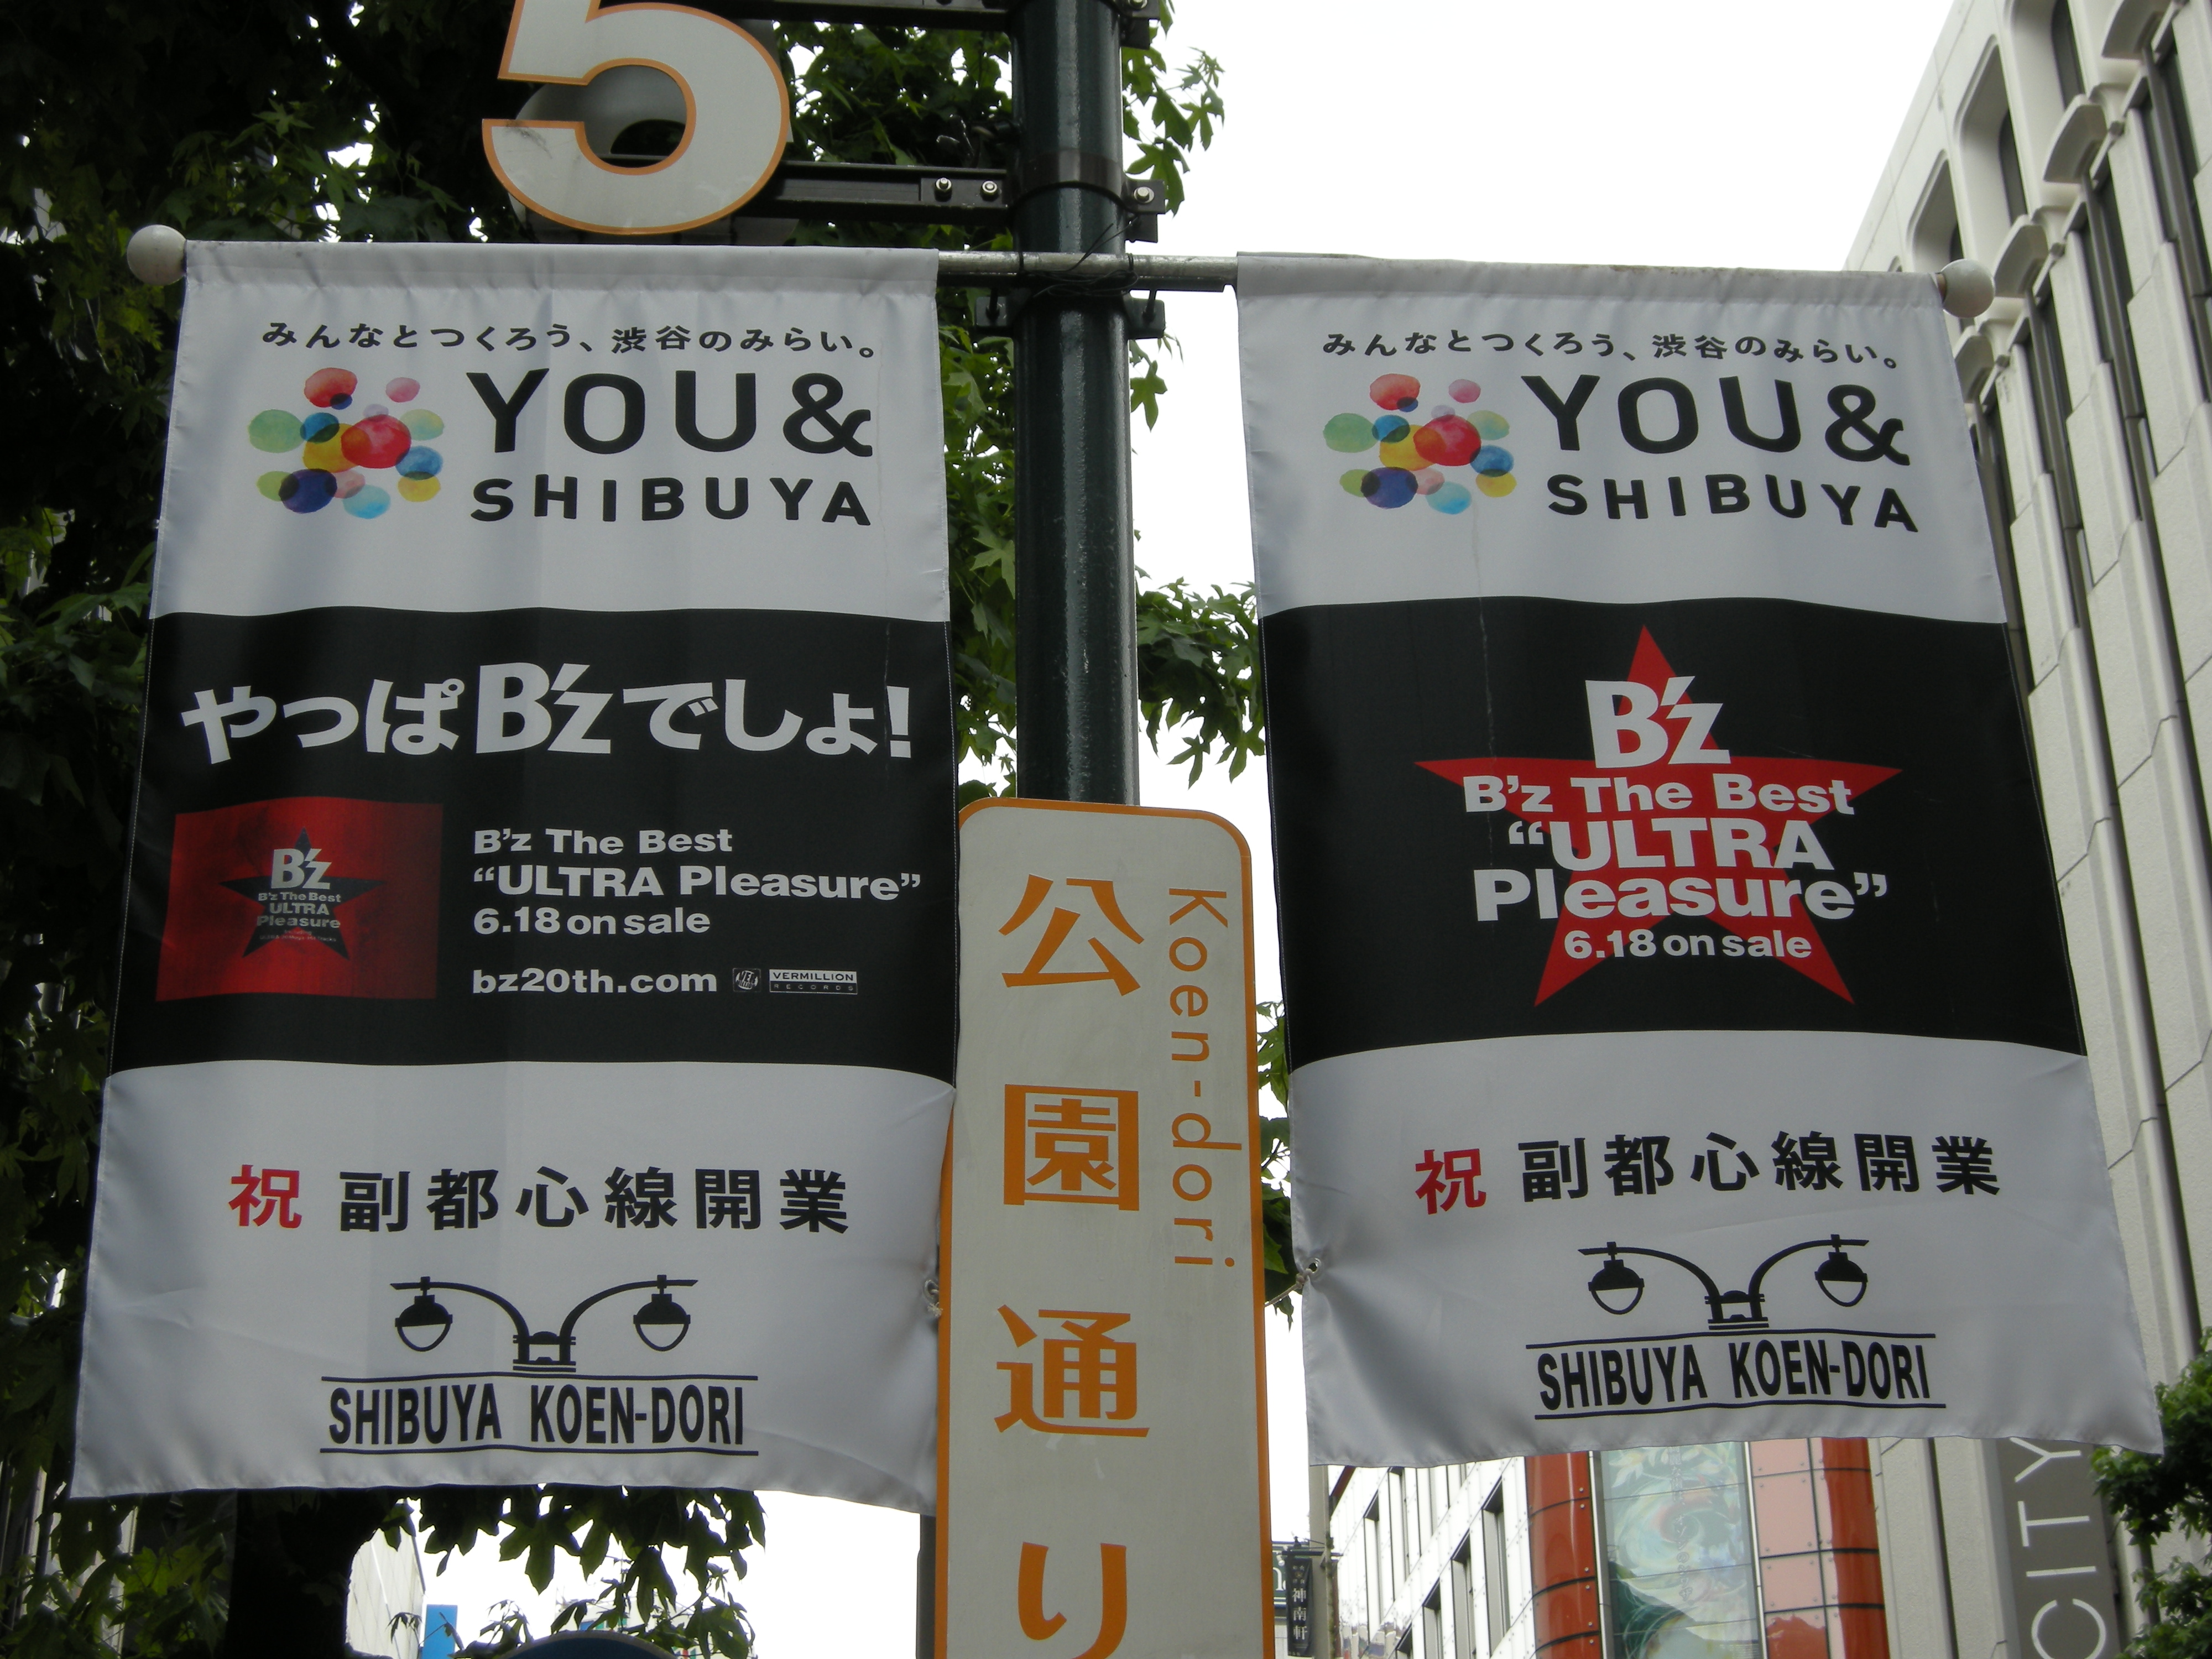 5
みんなとつくろう、渋谷のみらい。
YOU&
SHIBUYA
やっぱB'zでしょ!
B'z
B'z The Best
ULTRA
Pleasure
B'z The Best
“ULTRA Pleasure”
6.18 on sale
bz20th.com
VERMILLION
RECORDS
祝 副都心線開業
SHIBUYA KOEN-DORI
公園通り
Koen-dori
みんなとつくろう、渋谷のみらい。
YOU&
SHIBUYA
B'z
B'z The Best
“ULTRA
Pleasure”
6.18 on sale
祝 副都心線開業
SHIBUYA KOEN-DORI
神南軒
CITY